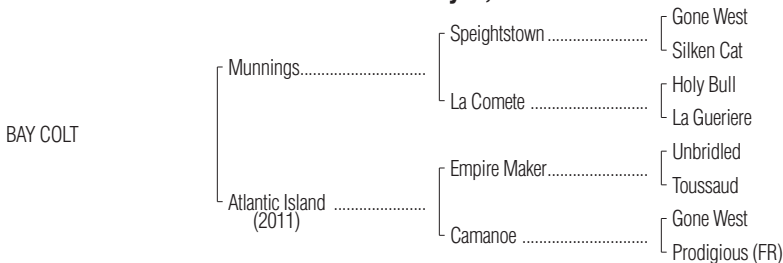 Gone West
Speightstown
Silken Cat
Munnings
Holy Bull
La Comete
La Gueriere
BAY COLT
Unbridled
Empire Maker
Toussaud
Atlantic Island
(2011)
Gone West
Camanoe
Prodigious (FR)